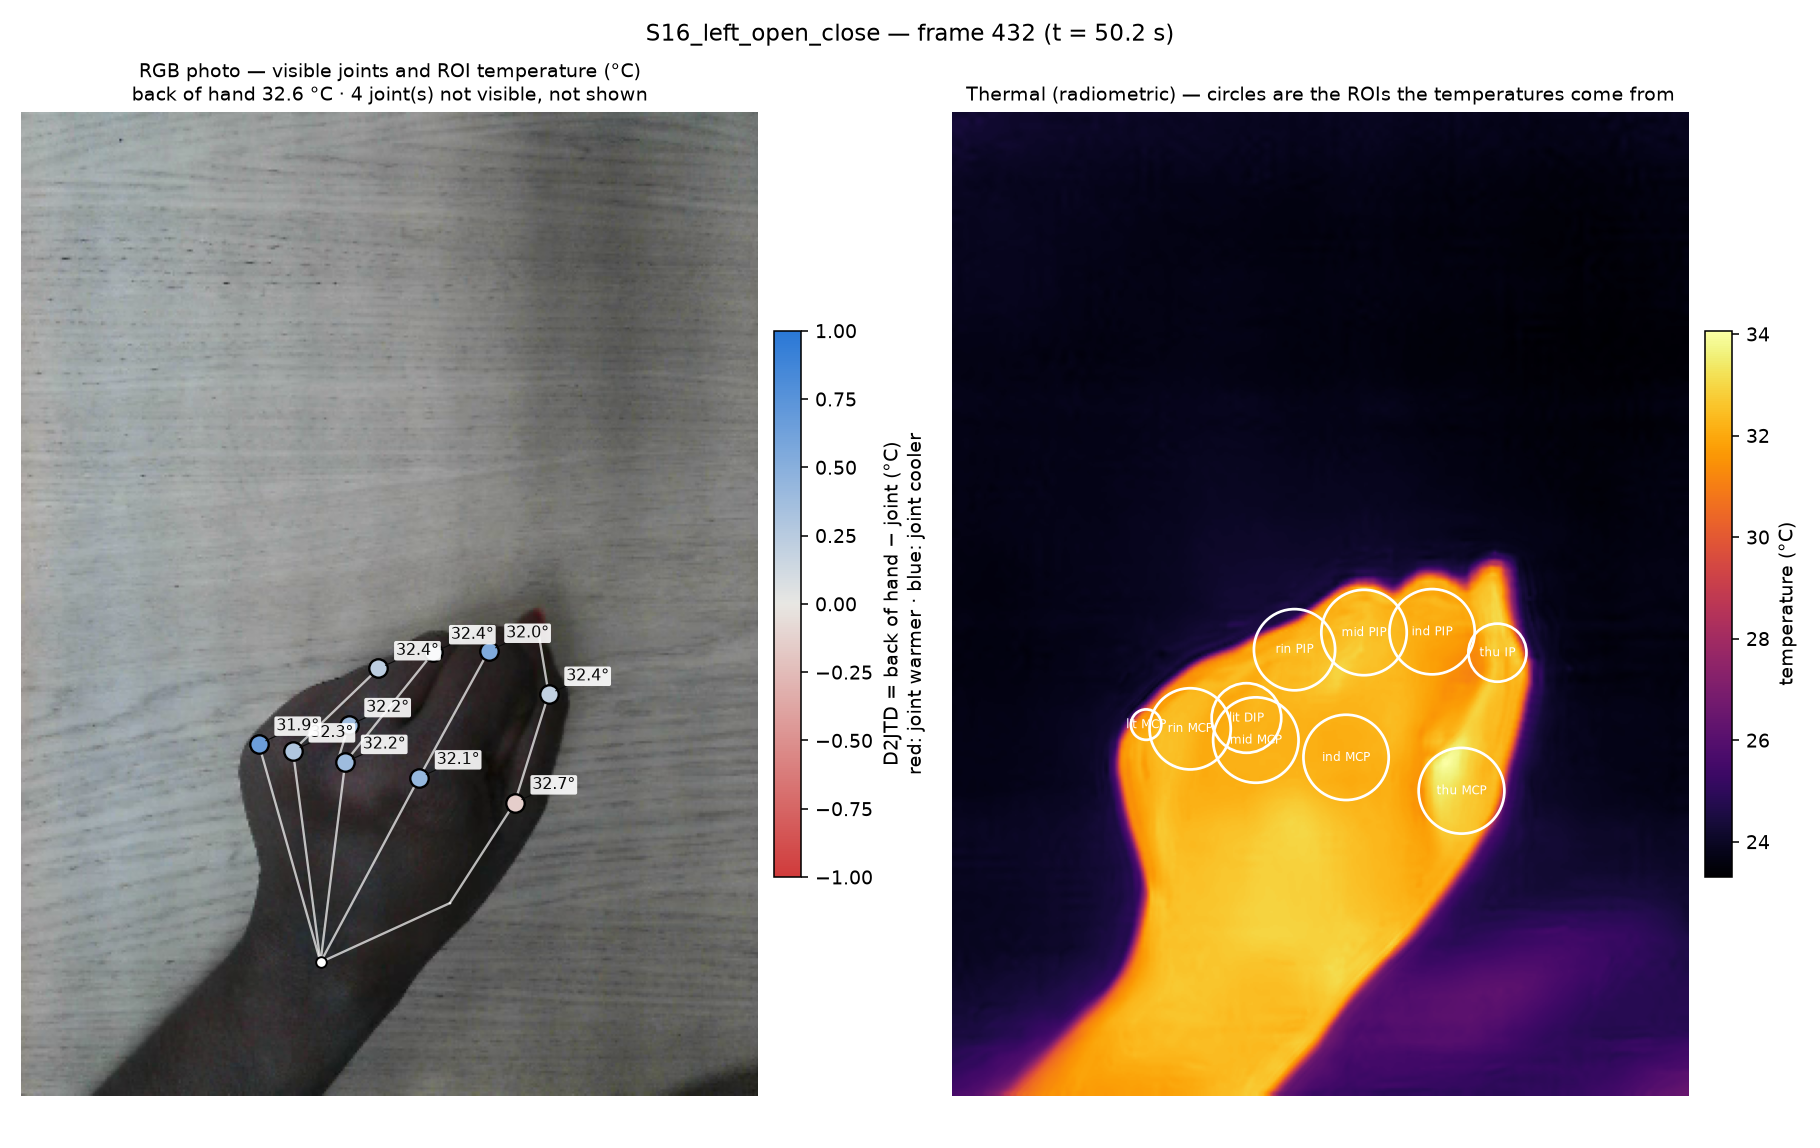 S16_left_open_close — frame 432 (t = 50.2 s)
RGB photo — visible joints and ROI temperature (°C)
back of hand 32.6 °C · 4 joint(s) not visible, not shown
32.4°
32.4°
32.0°
32.4°
32.2°
31.9°
32.3°
32.2°
32.1°
32.7°
1.00
0.75
0.50
0.25
0.00
−0.25
−0.50
−0.75
−1.00
D2JTD = back of hand − joint (°C)
red: joint warmer · blue: joint cooler
Thermal (radiometric) — circles are the ROIs the temperatures come from
rin PIP
mid PIP
ind PIP
thu IP
lit MCP
rin MCP
lit DIP
mid MCP
ind MCP
thu MCP
34
32
30
28
26
24
temperature (°C)